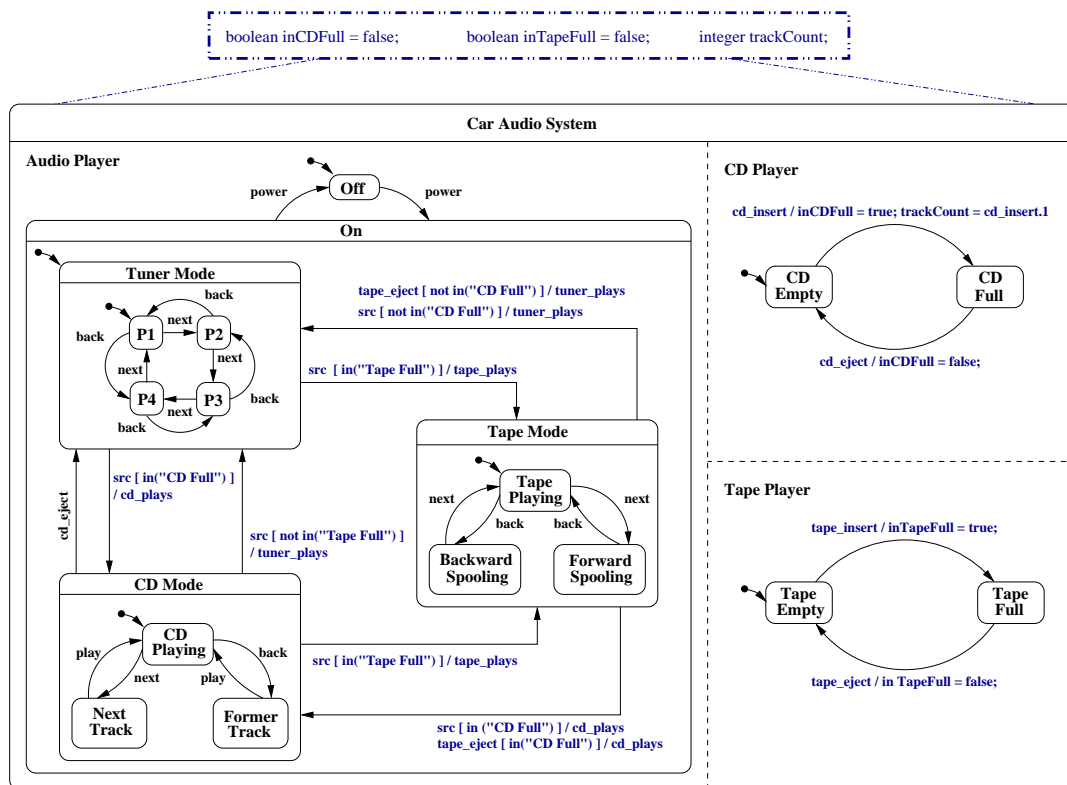 boolean inCDFull = false; boolean inTapeFull = false; integer trackCount;
Car Audio System
Audio Player
Off
power
power
On
Tuner Mode
P1
P2
P3
P4
back
next
back
next
next
next
back
back
tape_eject [ not in("CD Full") ] / tuner_plays
src [ not in("CD Full") ] / tuner_plays
src [ in("Tape Full") ] / tape_plays
Tape Mode
Tape
Playing
next
back
back
next
Backward
Spooling
Forward
Spooling
cd_eject
src [ in("CD Full") ]
/ cd_plays
src [ not in("Tape Full") ]
/ tuner_plays
CD Mode
CD
Playing
play
next
play
back
Next
Track
Former
Track
src [ in("Tape Full") ] / tape_plays
src [ in ("CD Full") ] / cd_plays
tape_eject [ in("CD Full") ] / cd_plays
CD Player
cd_insert / inCDFull = true; trackCount = cd_insert.1
CD
Empty
CD
Full
cd_eject / inCDFull = false;
Tape Player
tape_insert / inTapeFull = true;
Tape
Empty
Tape
Full
tape_eject / in TapeFull = false;